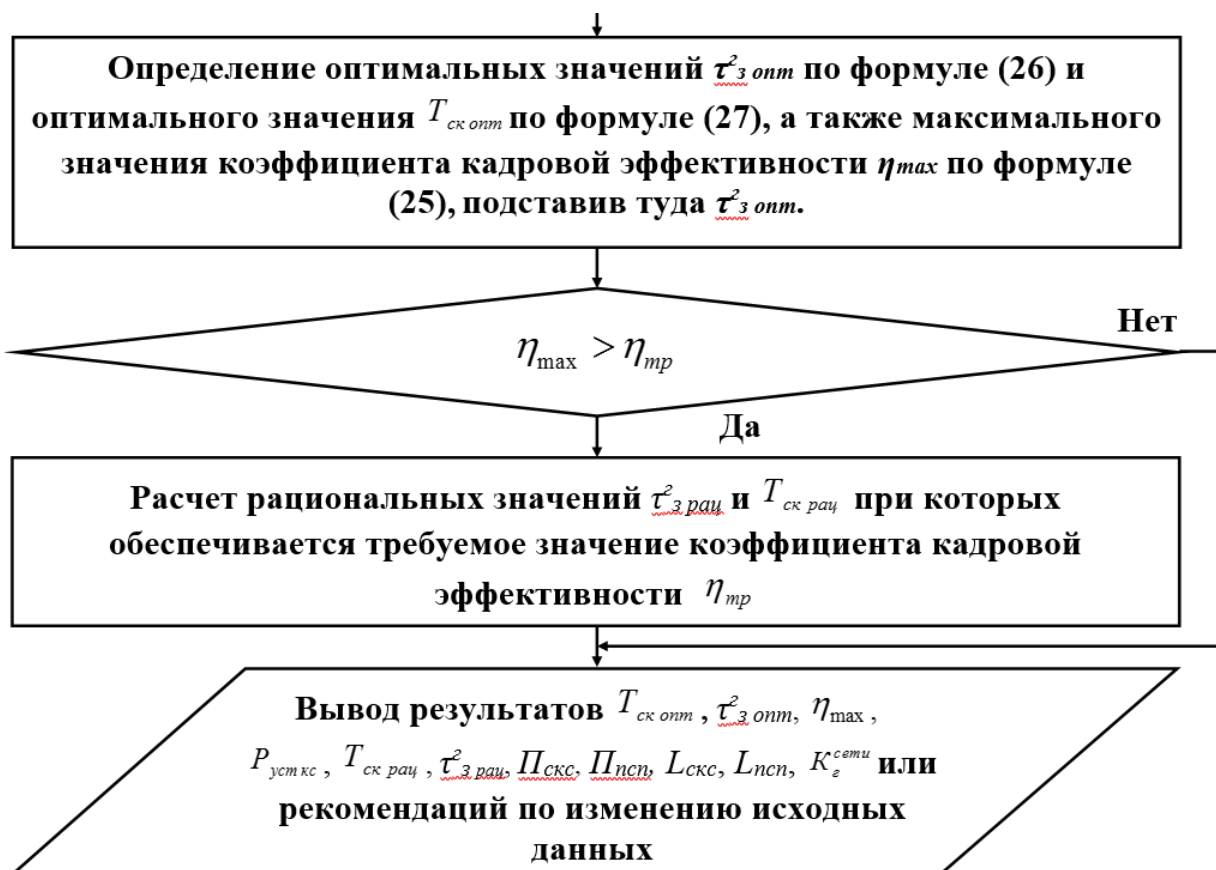 Определение оптимальных значений τ²з опт по формуле (26) и
оптимального значения Tск опт по формуле (27), а также максимального
значения коэффициента кадровой эффективности ηmax по формуле
(25), подставив туда τ²з опт.
Нет
ηmax > ηтр
Да
Расчет рациональных значений τ²з рац и Tск рац при которых
обеспечивается требуемое значение коэффициента кадровой
эффективности ηтр
Вывод результатов Tск опт, τ²з опт, ηmax,
Pуст кс, Tск рац, τ²з рац, Пскс, Ппсп, Lскс, Lпсп, Kгсети или
рекомендаций по изменению исходных
данных